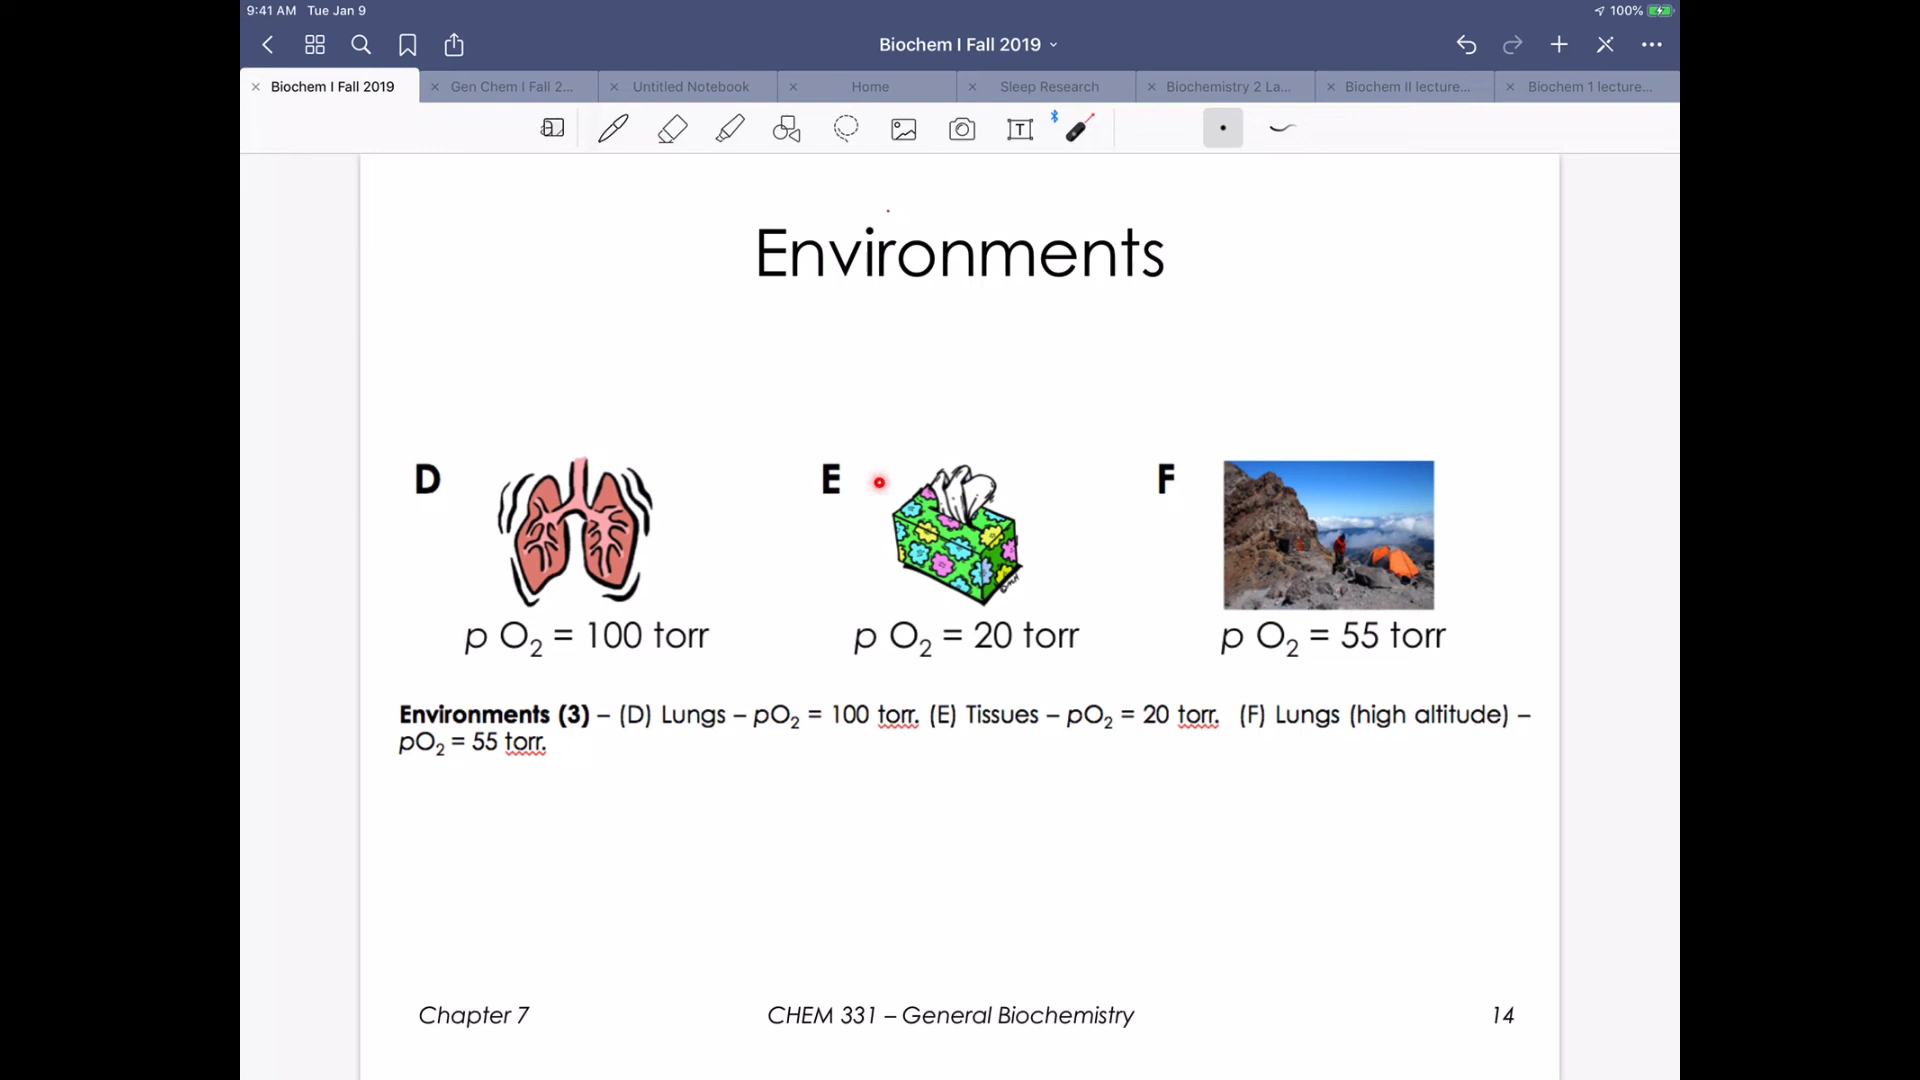 9:41 AM Tue Jan 9
100%
Biochem I Fall 2019
Biochem I Fall 2019
Gen Chem I Fall 2...
Untitled Notebook
Home
Sleep Research
Biochemistry 2 La...
Biochem II lecture...
Biochem 1 lecture...
Environments
D
E
F
p O₂ = 100 torr
p O₂ = 20 torr
p O₂ = 55 torr
Environments (3) – (D) Lungs – pO₂ = 100 torr. (E) Tissues – pO₂ = 20 torr. (F) Lungs (high altitude) –
pO₂ = 55 torr.
Chapter 7
CHEM 331 – General Biochemistry
14